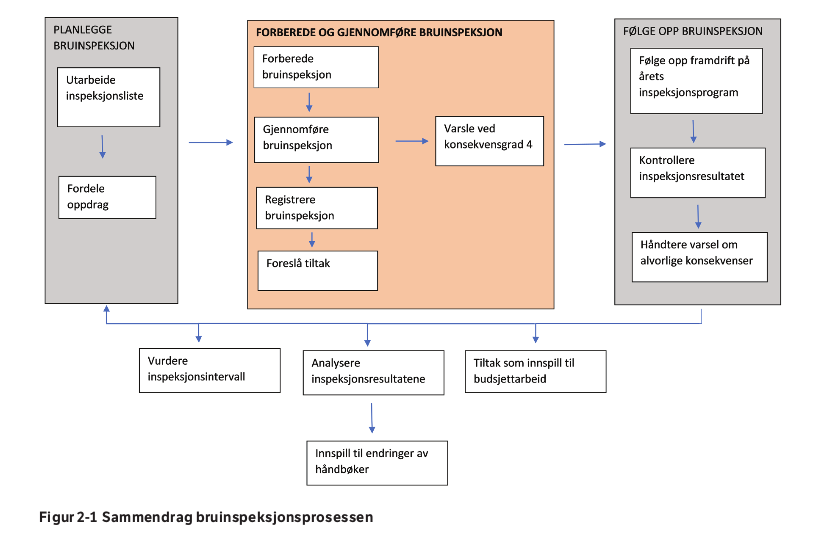 PLANLEGGE
BRUINSPEKSJON
Utarbeide
inspeksjonsliste
Fordele
oppdrag
FORBEREDE OG GJENNOMFØRE BRUINSPEKSJON
Forberede
bruinspeksjon
Gjennomføre
bruinspeksjon
Varsle ved
konsekvensgrad 4
Registrere
bruinspeksjon
Foreslå tiltak
FØLGE OPP BRUINSPEKSJON
Følge opp framdrift på
årets
inspeksjonsprogram
Kontrollere
inspeksjonsresultatet
Håndtere varsel om
alvorlige konsekvenser
Vurdere
inspeksjonsintervall
Analysere
inspeksjonsresultatene
Tiltak som innspill til
budsjettarbeid
Innspill til endringer av
håndbøker
Figur 2-1 Sammendrag bruinspeksjonsprosessen